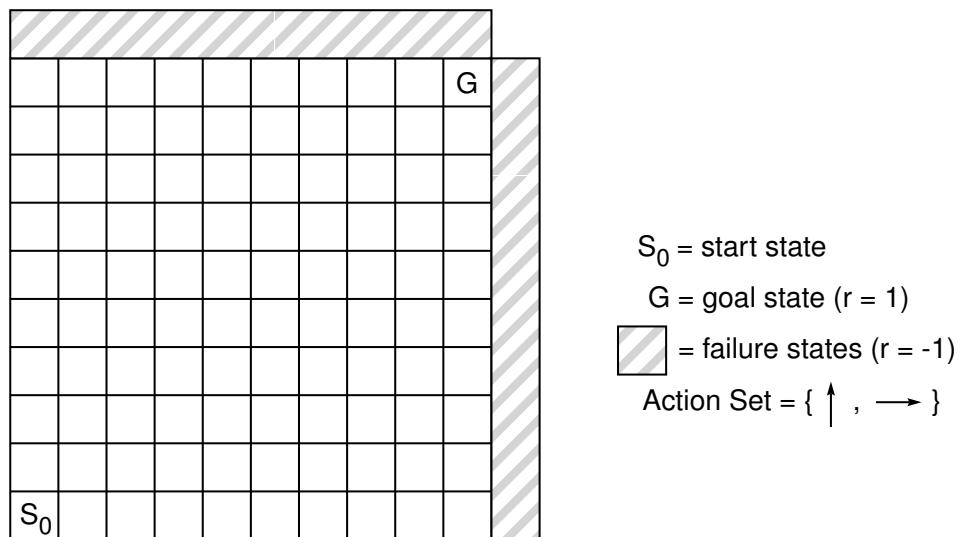 G
S0
S0 = start state
G = goal state (r = 1)
= failure states (r = -1)
Action Set = { ↑ , → }